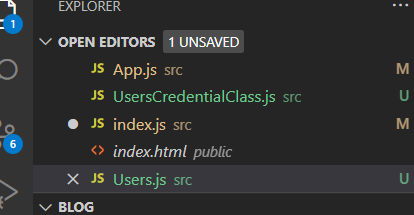 EXPLORER
1
OPEN EDITORS 1 UNSAVED
JS App.js src M
JS UsersCredentialClass.js src U
JS index.js src M
6
<> index.html public
JS Users.js src U
BLOG